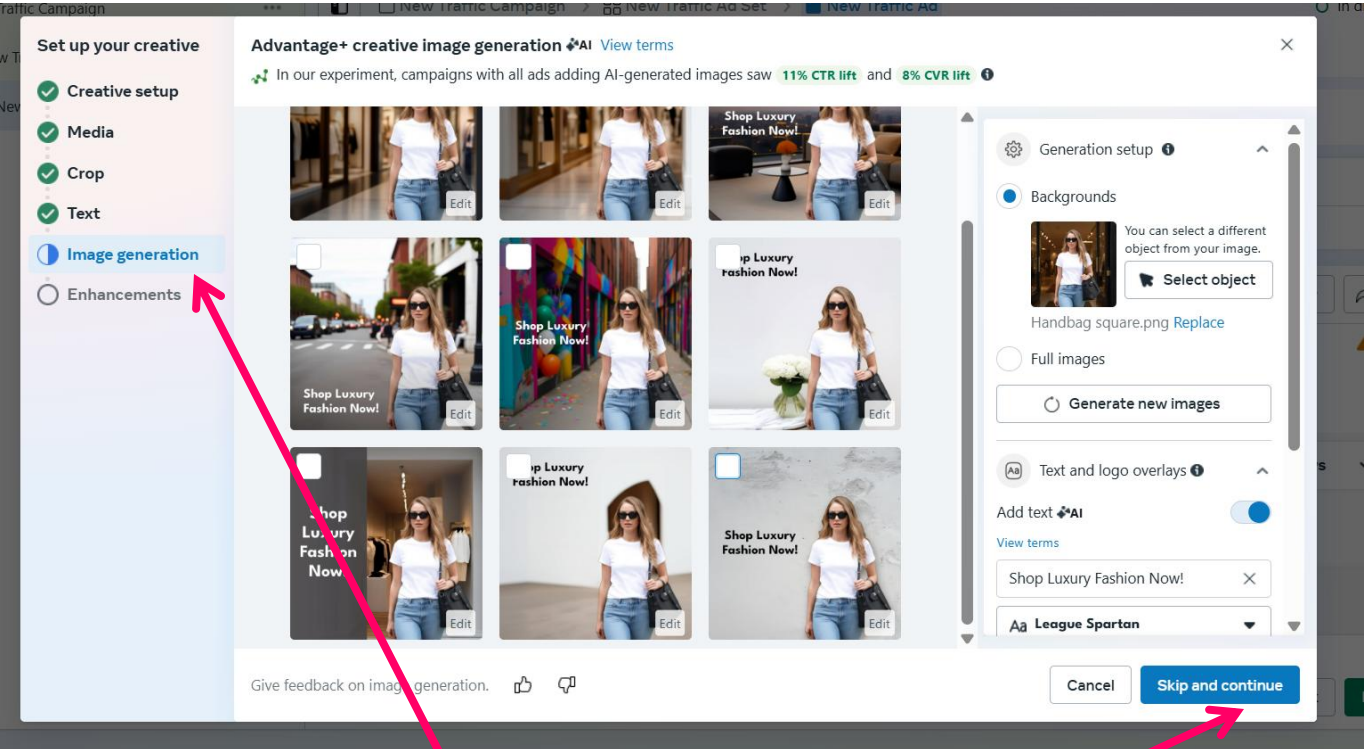 Traffic Campaign
New Traffic Campaign
New Traffic Ad Set
New Traffic Ad
Set up your creative
Creative setup
Media
Crop
Text
Image generation
Enhancements
Advantage+ creative image generation AI View terms
In our experiment, campaigns with all ads adding AI-generated images saw 11% CTR lift and 8% CVR lift
Edit
Edit
Shop Luxury
Fashion Now!
Edit
Shop Luxury
Fashion Now!
Edit
Shop Luxury
Fashion Now!
Edit
Luxury
Fashion Now!
Edit
Shop
Luxury
Fashion
Now!
Edit
Luxury
Fashion Now!
Edit
Shop Luxury
Fashion Now!
Edit
Generation setup
Backgrounds
You can select a different
object from your image.
Select object
Handbag square.png Replace
Full images
Generate new images
Aa Text and logo overlays
Add text AI
View terms
Shop Luxury Fashion Now!
Aa League Spartan
Give feedback on image generation.
Cancel
Skip and continue